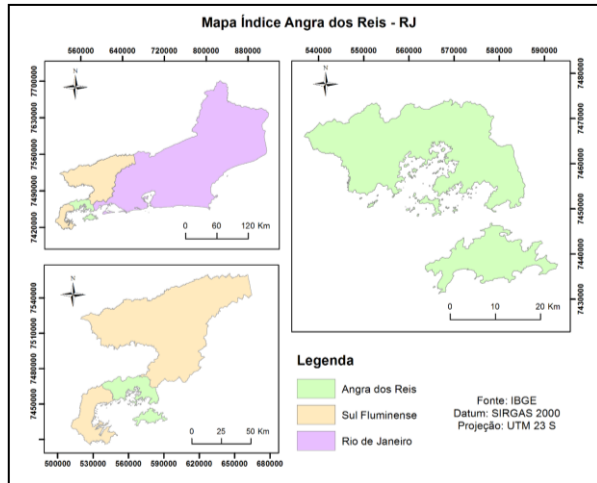 Mapa Índice Angra dos Reis - RJ
560000 640000 720000 800000 880000
N
7700000
7630000
7560000
7490000
7420000
0 60 120 Km
540000 550000 560000 570000 580000 590000
N
7480000
7470000
7460000
7450000
7440000
7430000
0 10 20 Km
N
7540000
7510000
7480000
7450000
0 25 50 Km
500000 530000 560000 590000 620000 650000 680000
Legenda
Angra dos Reis
Sul Fluminense
Rio de Janeiro
Fonte: IBGE
Datum: SIRGAS 2000
Projeção: UTM 23 S